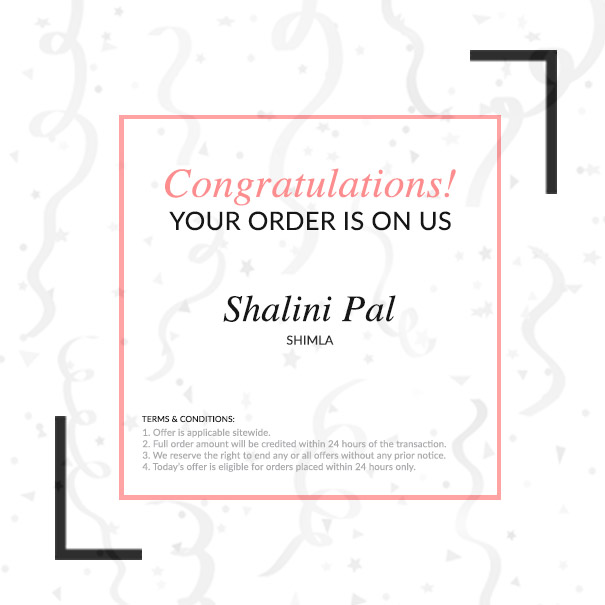 Congratulations!
YOUR ORDER IS ON US
Shalini Pal
SHIMLA
TERMS & CONDITIONS:
1. Offer is applicable sitewide.
2. Full order amount will be credited within 24 hours of the transaction.
3. We reserve the right to end any or all offers without any prior notice.
4. Today's offer is eligible for orders placed within 24 hours only.